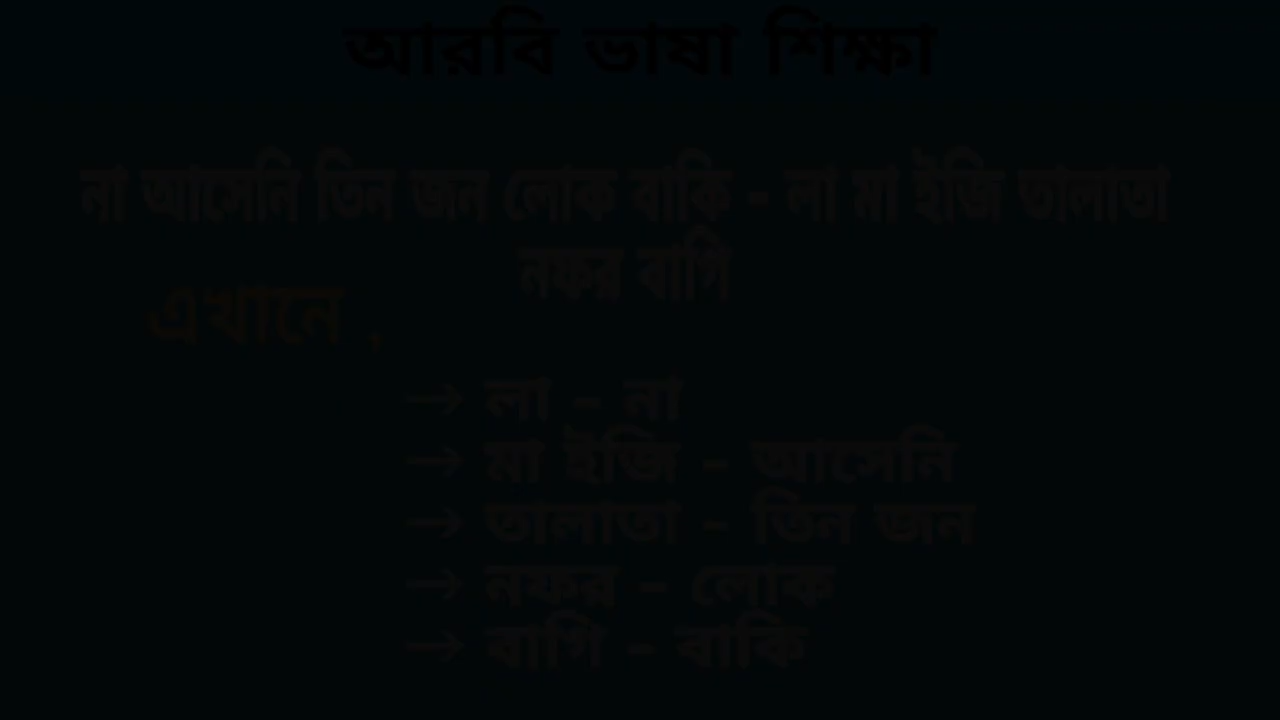 আরবি ভাষা শিক্ষা
না আসেনি তিন জন লোক বাকি - লা মা ইজি তালাতা
নফর বাগি
এখানে ,
→ লা - না
→ মা ইজি - আসেনি
→ তালাতা - তিন জন
→ নফর - লোক
→ বাগি - বাকি